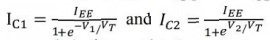 I_{C1} = \frac{I_{EE}}{1+e^{-V_1/V_T}} and I_{C2} = \frac{I_{EE}}{1+e^{V_2/V_T}}